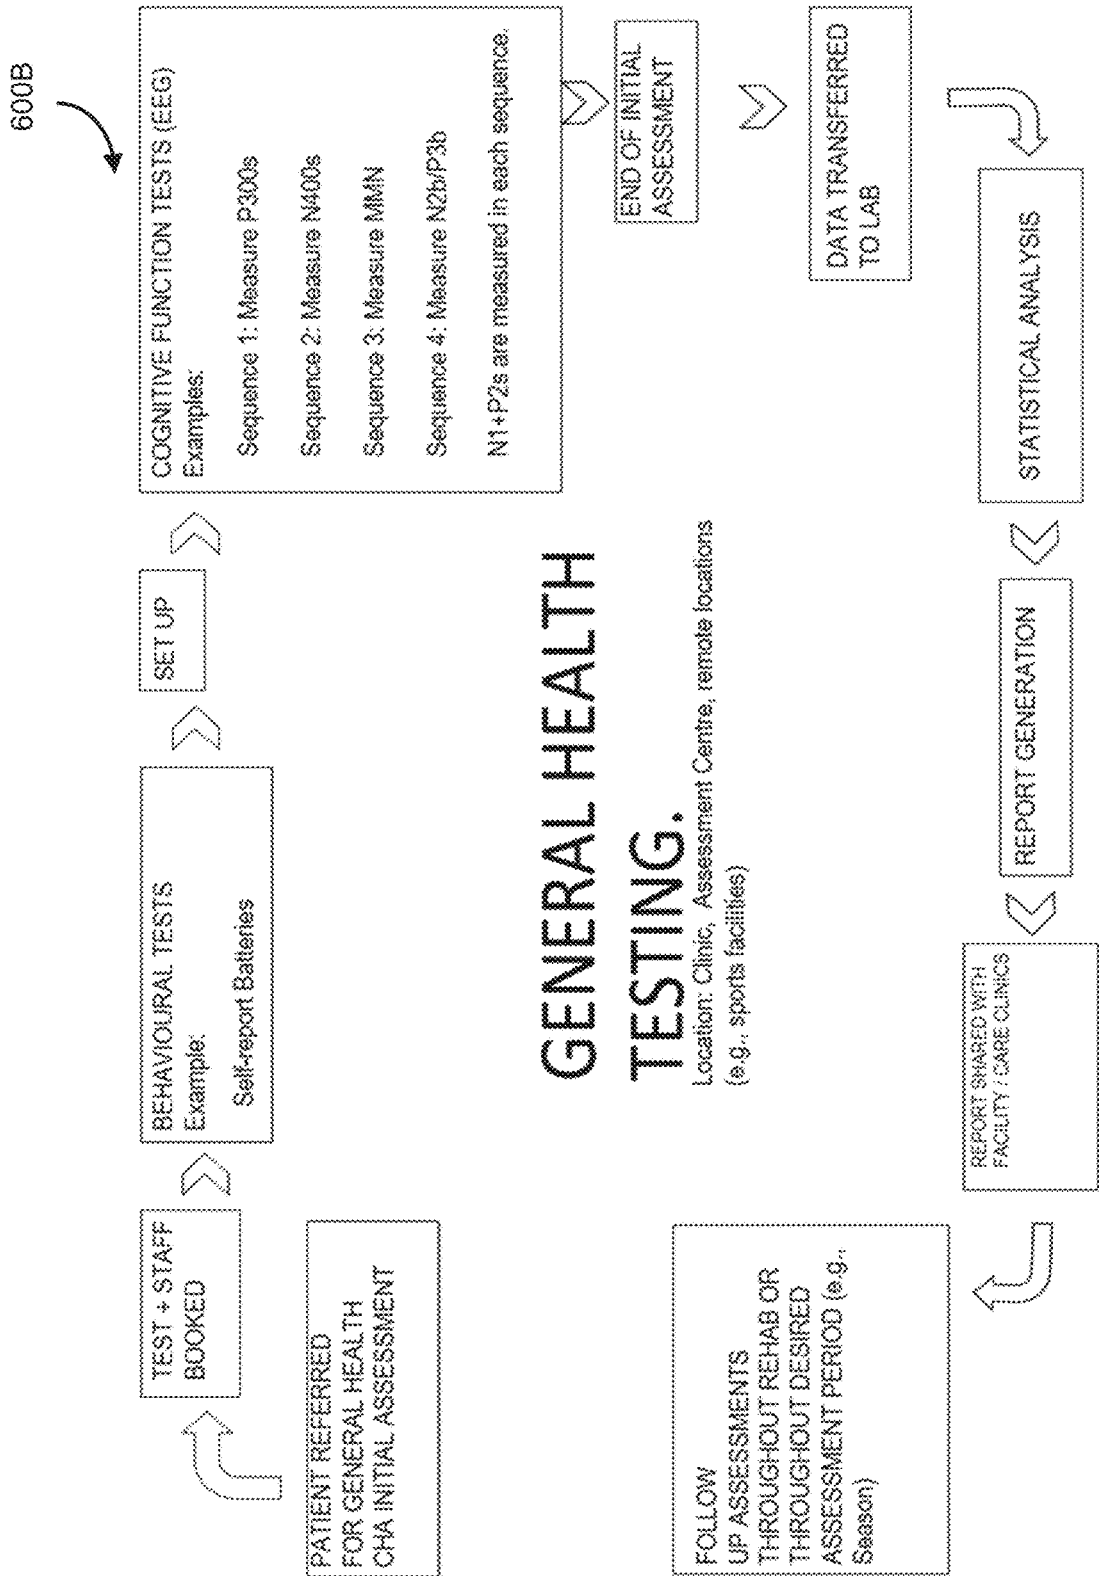 600B
PATIENT REFERRED
FOR GENERAL HEALTH
CHA INITIAL ASSESSMENT
TEST + STAFF
BOOKED
BEHAVIOURAL TESTS
Example:
Self-report Batteries
SET UP
COGNITIVE FUNCTION TESTS (EEG)
Examples:
Sequence 1: Measure P300s
Sequence 2: Measure N400s
Sequence 3: Measure MMN
Sequence 4: Measure N2b/P3b
N1+P2s are measured in each sequence.
END OF INITIAL
ASSESSMENT
DATA TRANSFERRED
TO LAB
STATISTICAL ANALYSIS
REPORT GENERATION
REPORT SHARED WITH
FACILITY / CARE CLINICS
FOLLOW
UP ASSESSMENTS
THROUGHOUT REHAB OR
THROUGHOUT DESIRED
ASSESSMENT PERIOD (e.g.,
Season)
GENERAL HEALTH
TESTING.
Location: Clinic, Assessment Centre, remote locations
(e.g., sports facilities)